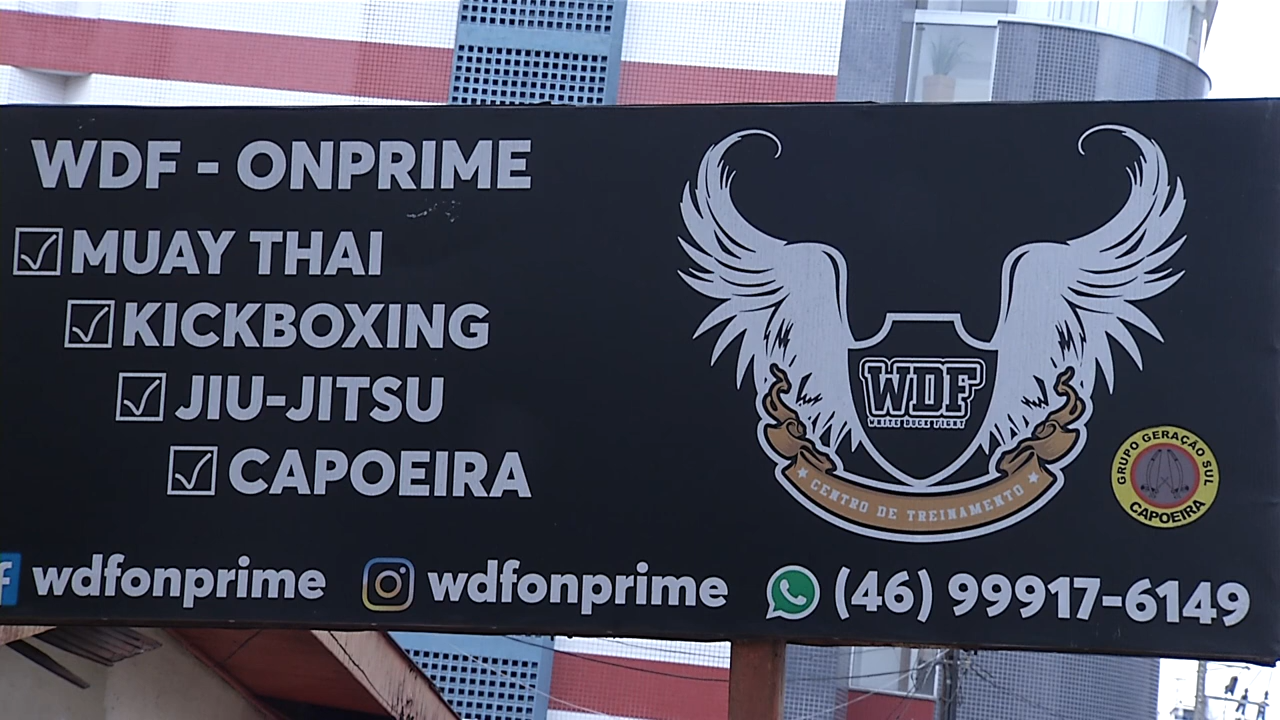 WDF - ONPRIME
MUAY THAI
KICKBOXING
JIU-JITSU
CAPOEIRA
WDF
WHITE DUCK FIGHT
CENTRO DE TREINAMENTO
GRUPO GERAÇÃO SUL
CAPOEIRA
wdfonprime
wdfonprime
(46) 99917-6149